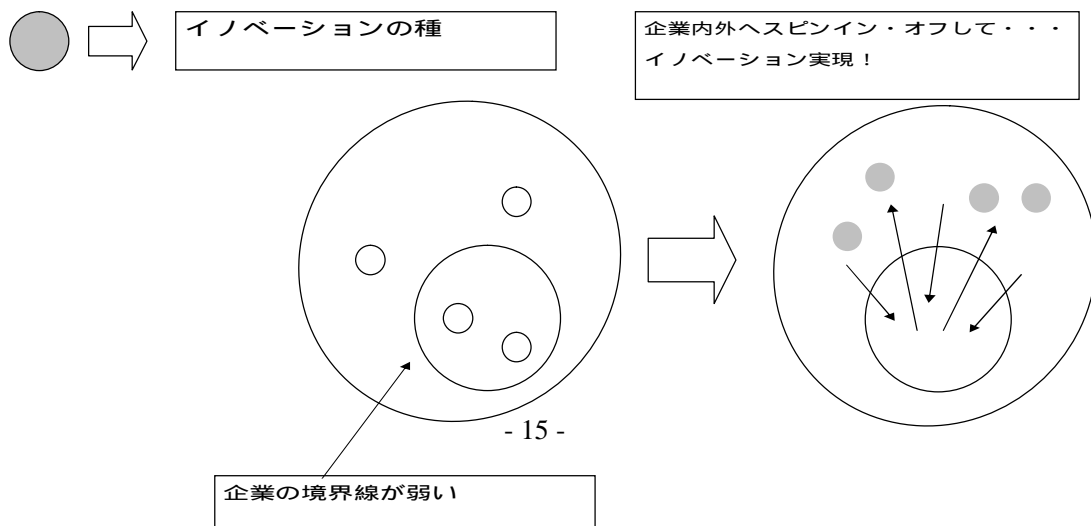 イノベーションの種
企業内外へスピンイン・オフして・・・
イノベーション実現！
- 15 -
企業の境界線が弱い